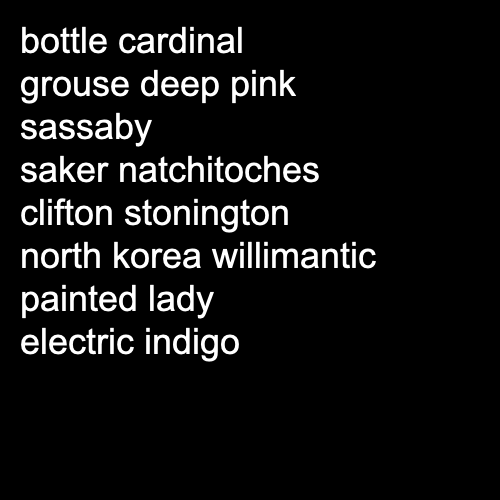 bottle cardinal
grouse deep pink
sassaby
saker natchitoches
clifton stonington
north korea willimantic
painted lady
electric indigo